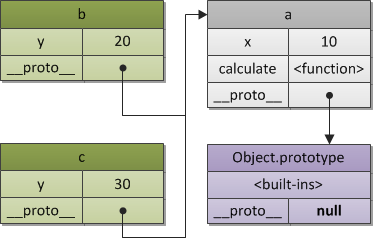 b
y 20
__proto__
c
y 30
__proto__
a
x 10
calculate <function>
__proto__
Object.prototype
<built-ins>
__proto__ null